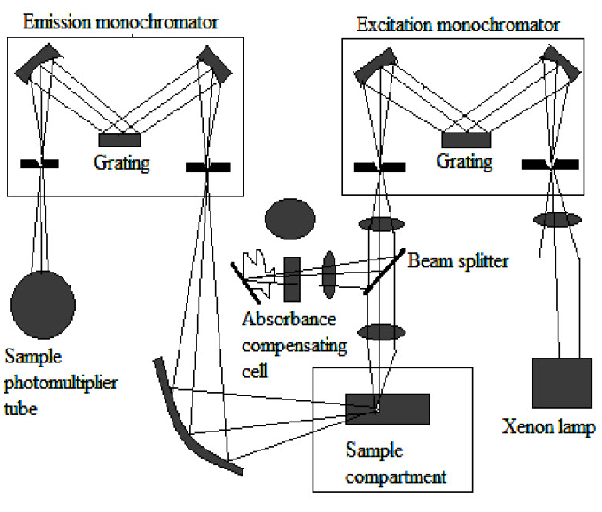 Emission monochromator
Excitation monochromator
Grating
Grating
Beam splitter
Absorbance
compensating
cell
Sample
photomultiplier
tube
Xenon lamp
Sample
compartment